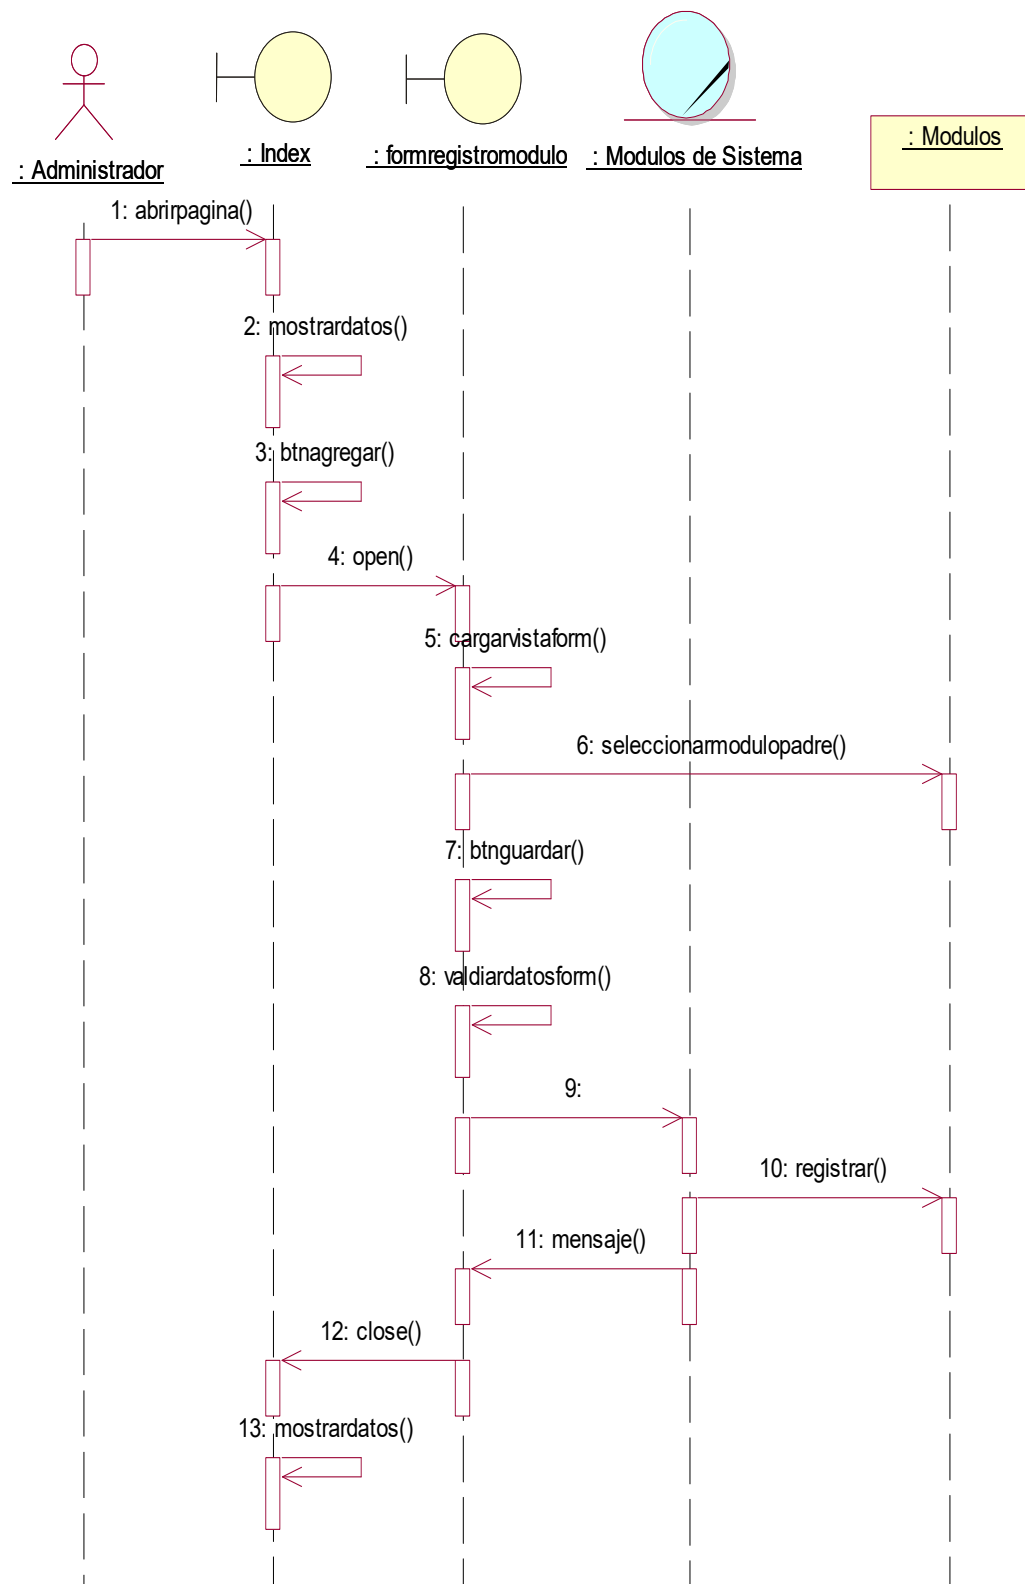 : Administrador
: Index
: formregistromodulo
: Modulos de Sistema
: Modulos
1: abrirpagina()
2: mostrardatos()
3: btnagregar()
4: open()
5: cargarvistaform()
6: seleccionarmodulopadre()
7: btnguardar()
8: valdiardatosform()
9:
10: registrar()
11: mensaje()
12: close()
13: mostrardatos()